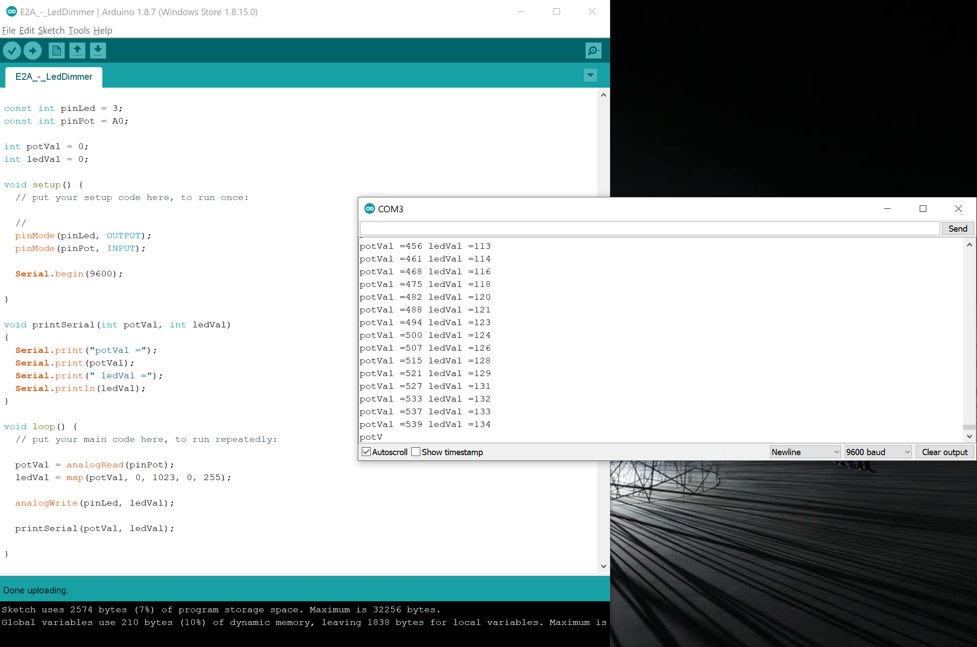 E2A_-_LedDimmer | Arduino 1.8.7 (Windows Store 1.8.15.0)
File Edit Sketch Tools Help
E2A_-_LedDimmer
const int pinLed = 3;
const int pinPot = A0;
int potVal = 0;
int ledVal = 0;
void setup() {
// put your setup code here, to run once:
//
pinMode(pinLed, OUTPUT);
pinMode(pinPot, INPUT);
Serial.begin(9600);
}
void printSerial(int potVal, int ledVal)
{
Serial.print("potVal =");
Serial.print(potVal);
Serial.print(" ledVal =");
Serial.println(ledVal);
}
void loop() {
// put your main code here, to run repeatedly:
potVal = analogRead(pinPot);
ledVal = map(potVal, 0, 1023, 0, 255);
analogWrite(pinLed, ledVal);
printSerial(potVal, ledVal);
}
Done uploading.
Sketch uses 2574 bytes (7%) of program storage space. Maximum is 32256 bytes.
Global variables use 210 bytes (10%) of dynamic memory, leaving 1838 bytes for local variables. Maximum is
COM3
Send
potVal =456 ledVal =113
potVal =461 ledVal =114
potVal =468 ledVal =116
potVal =475 ledVal =118
potVal =482 ledVal =120
potVal =488 ledVal =121
potVal =494 ledVal =123
potVal =500 ledVal =124
potVal =507 ledVal =126
potVal =515 ledVal =128
potVal =521 ledVal =129
potVal =527 ledVal =131
potVal =533 ledVal =132
potVal =537 ledVal =133
potVal =539 ledVal =134
potV
Autoscroll Show timestamp Newline 9600 baud Clear output